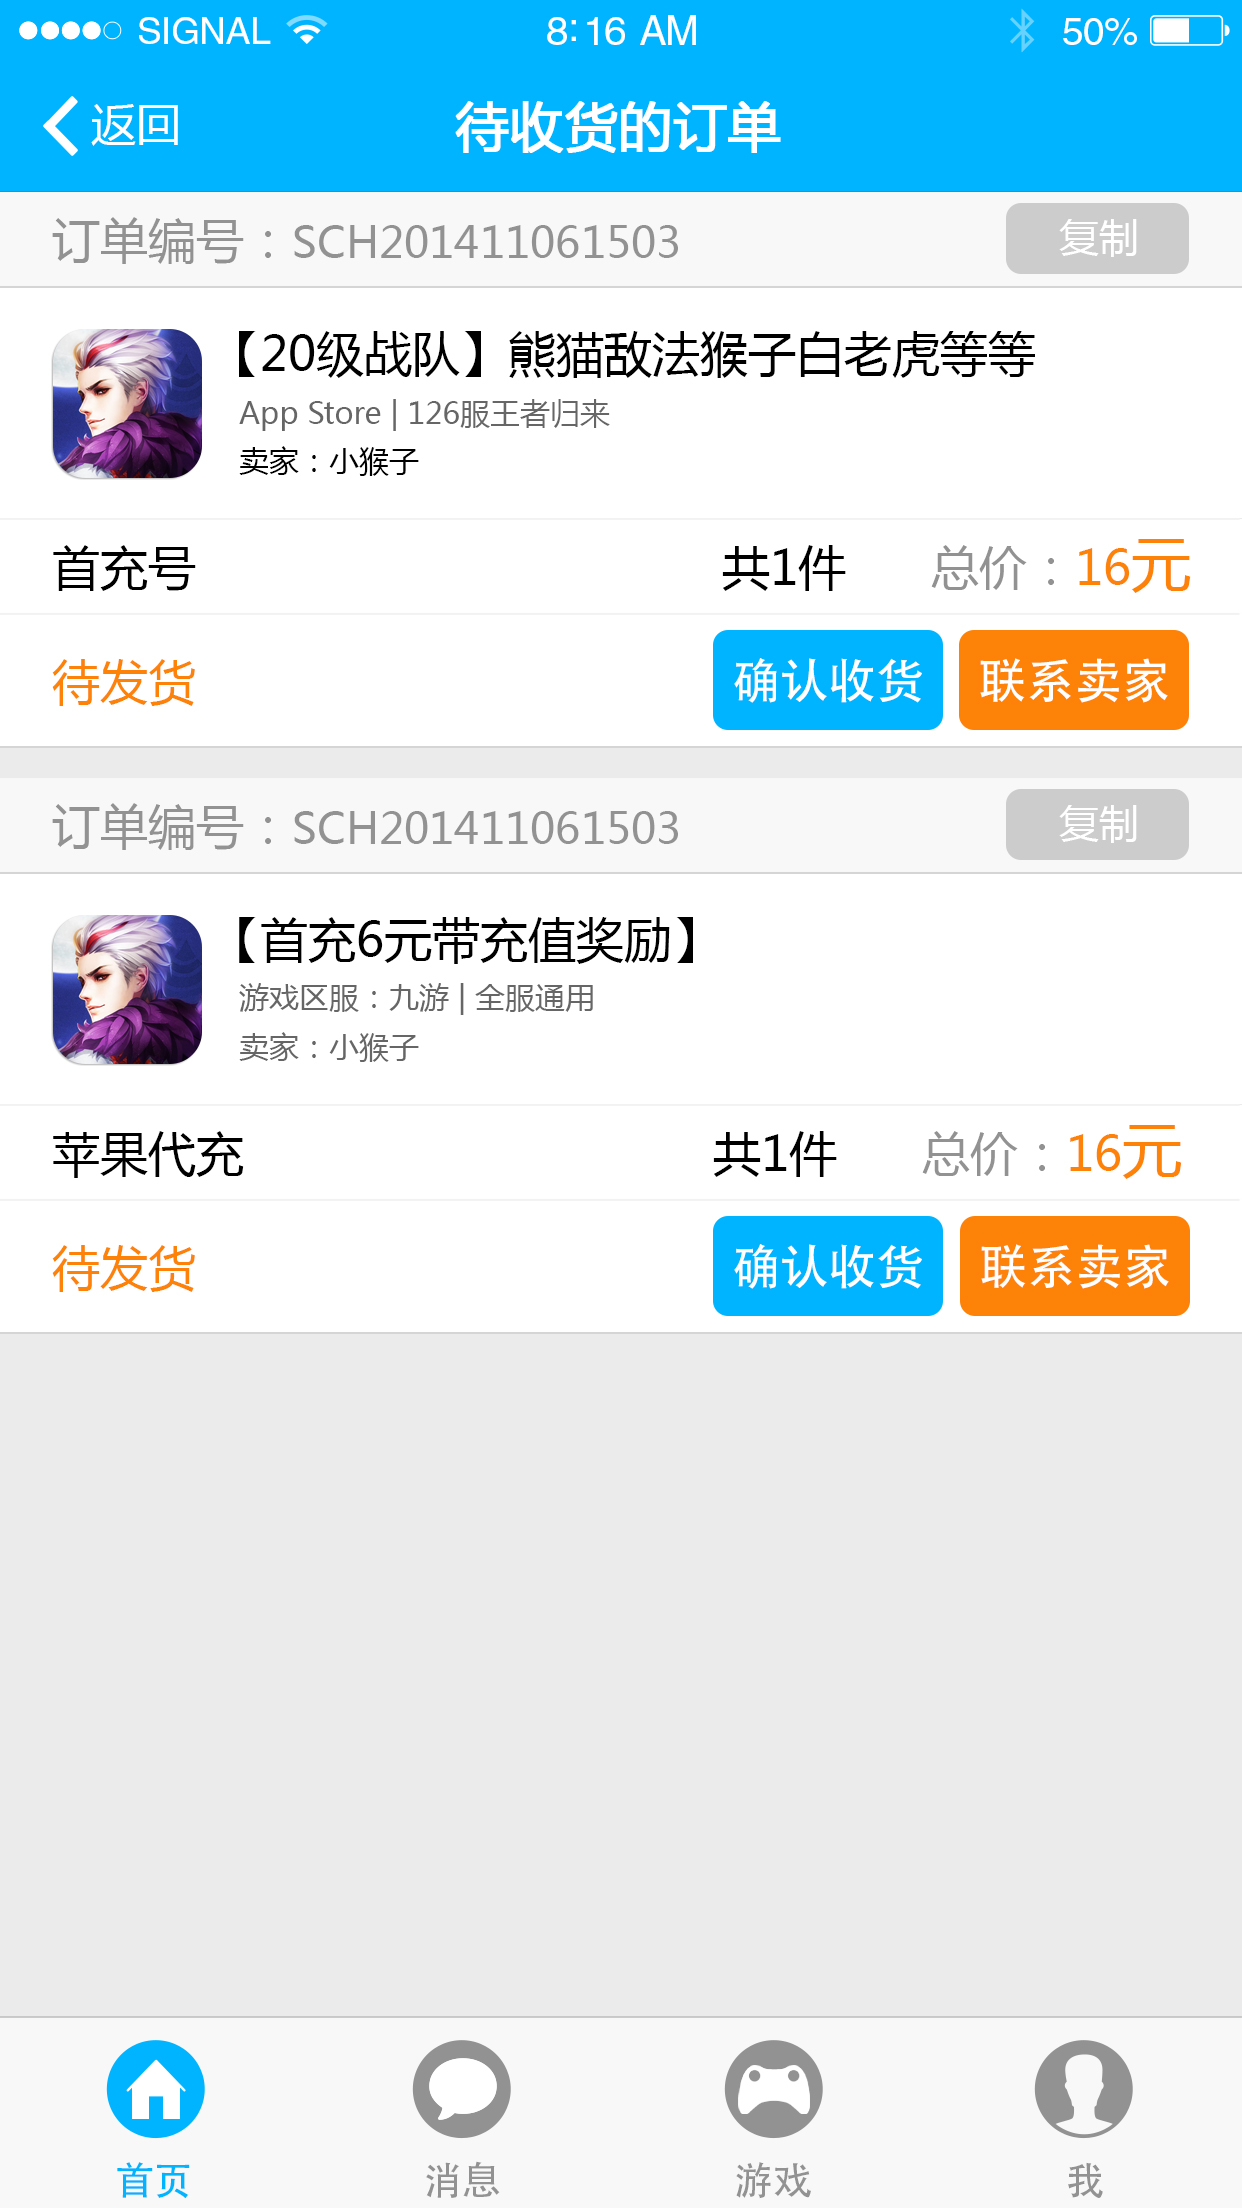 SIGNAL 8:16 AM 50%
返回 待收货的订单
订单编号：SCH201411061503 复制
【20级战队】熊猫敌法猴子白老虎等等
App Store | 126服王者归来
卖家：小猴子
首充号 共1件 总价：16元
待发货 确认收货 联系卖家
订单编号：SCH201411061503 复制
【首充6元带充值奖励】
游戏区服：九游 | 全服通用
卖家：小猴子
苹果代充 共1件 总价：16元
待发货 确认收货 联系卖家
首页 消息 游戏 我